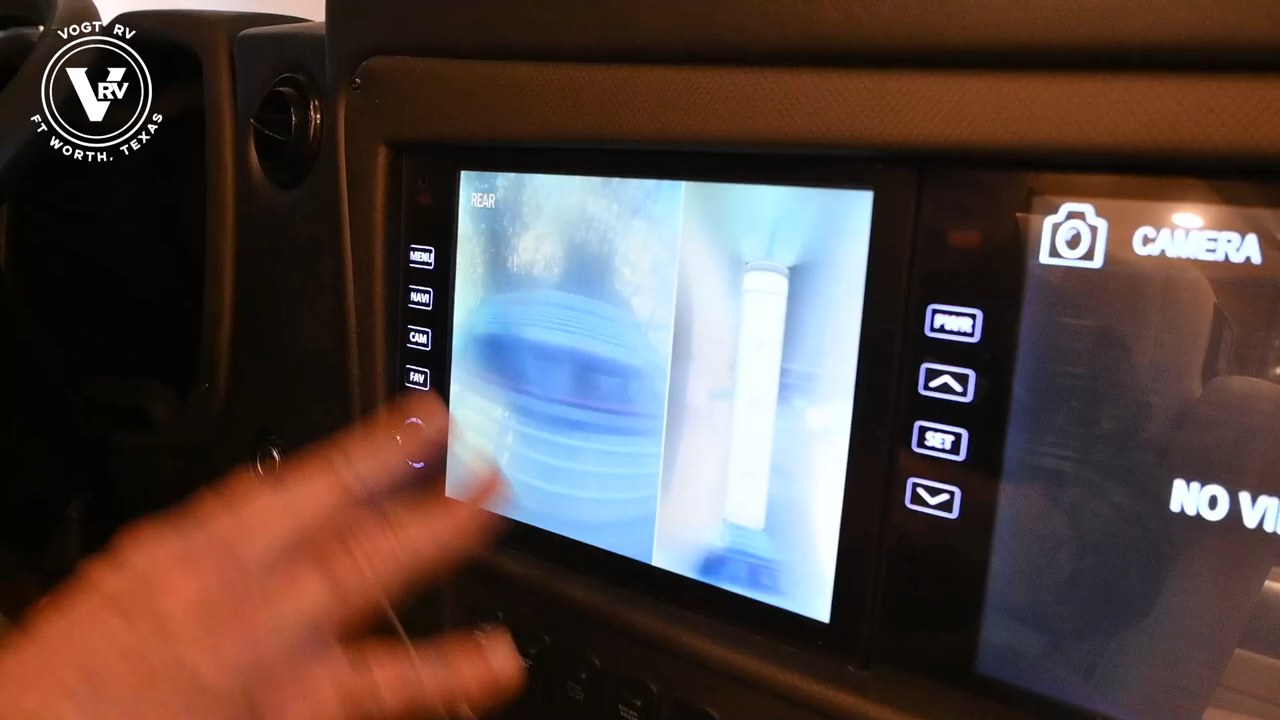 VOGT RV
VRV
FT WORTH, TEXAS
REAR
MENU
NAVI
CAM
FAV
CAMERA
PWR
SET
NO VI